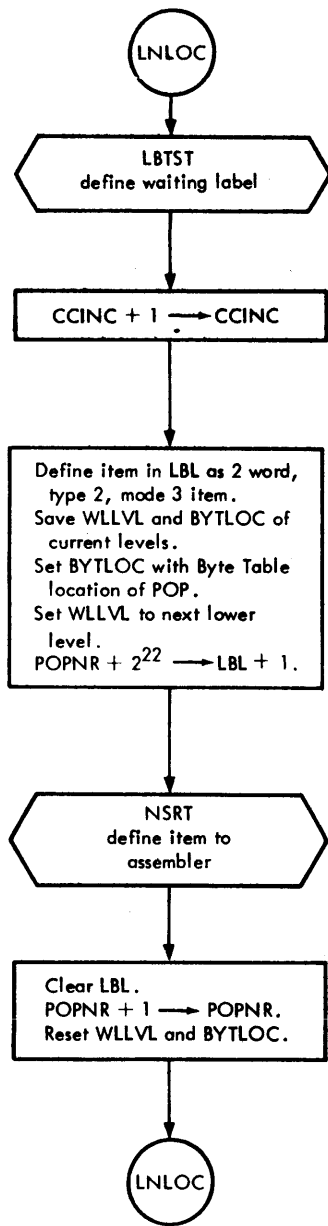 LNLOC
LBTST
define waiting label
CCINC + 1 ⟶ CCINC
Define item in LBL as 2 word,
type 2, mode 3 item.
Save WLLVL and BYTLOC of
current levels.
Set BYTLOC with Byte Table
location of POP.
Set WLLVL to next lower
level.
POPNR + 2²² ⟶ LBL + 1.
NSRT
define item to
assembler
Clear LBL.
POPNR + 1 ⟶ POPNR.
Reset WLLVL and BYTLOC.
LNLOC